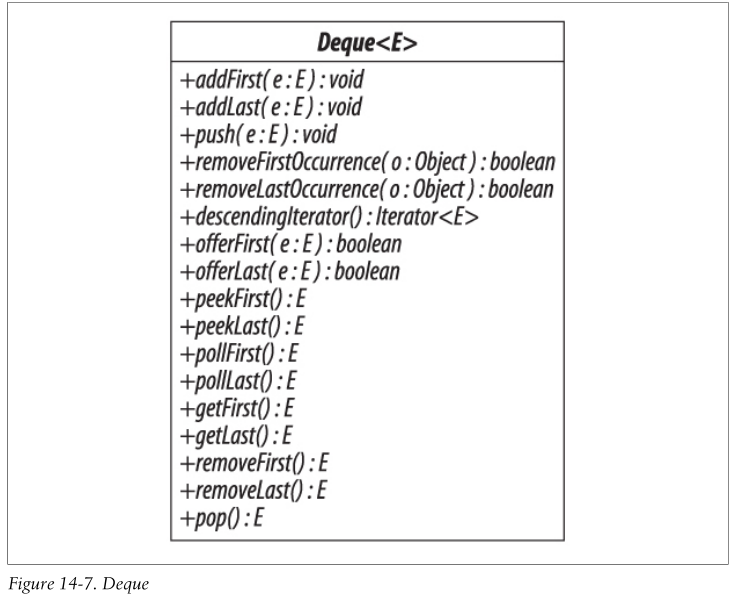 Deque<E>
+addFirst( e : E ) : void
+addLast( e : E ) : void
+push( e : E ) : void
+removeFirstOccurrence( o : Object ) : boolean
+removeLastOccurrence( o : Object ) : boolean
+descendingIterator() : Iterator<E>
+offerFirst( e : E ) : boolean
+offerLast( e : E ) : boolean
+peekFirst() : E
+peekLast() : E
+pollFirst() : E
+pollLast() : E
+getFirst() : E
+getLast() : E
+removeFirst() : E
+removeLast() : E
+pop() : E
Figure 14-7. Deque